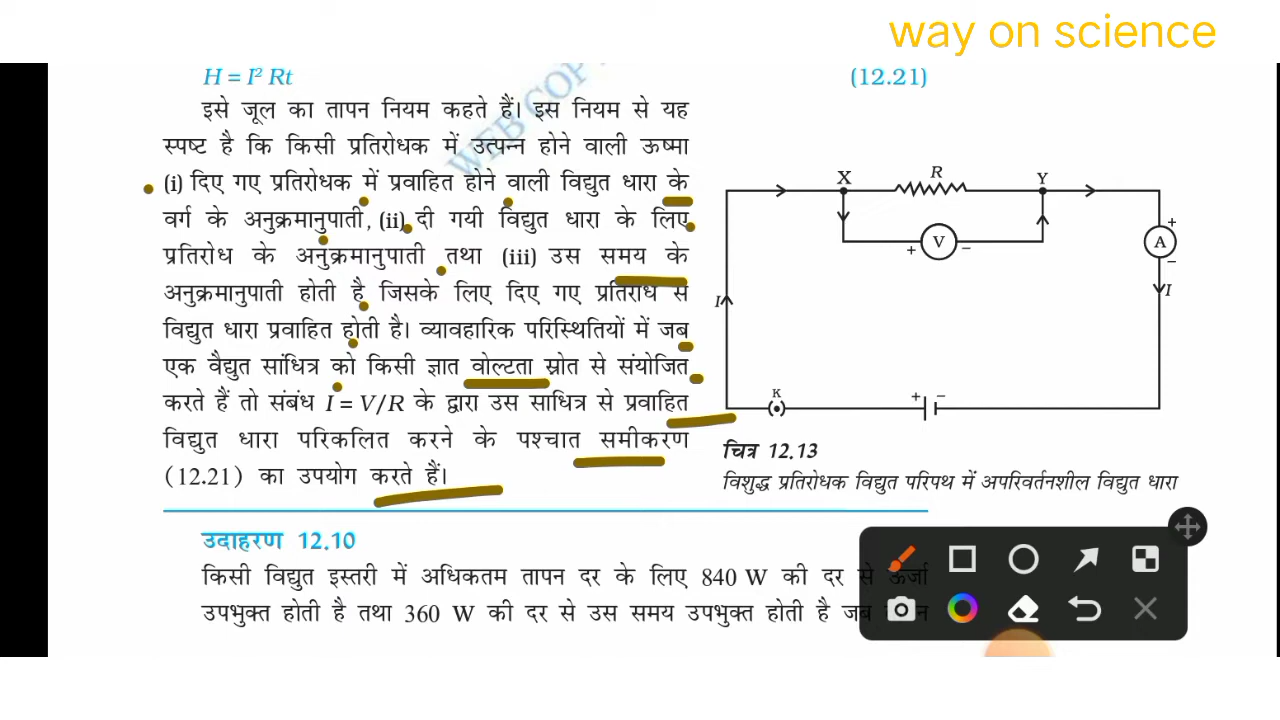 way on science
H = I² Rt
(12.21)
इसे जूल का तापन नियम कहते हैं। इस नियम से यह
स्पष्ट है कि किसी प्रतिरोधक में उत्पन्न होने वाली ऊष्मा
(i) दिए गए प्रतिरोधक में प्रवाहित होने वाली विद्युत धारा के
वर्ग के अनुक्रमानुपाती, (ii) दी गयी विद्युत धारा के लिए
प्रतिरोध के अनुक्रमानुपाती तथा (iii) उस समय के
अनुक्रमानुपाती होती है जिसके लिए दिए गए प्रतिरोध से
विद्युत धारा प्रवाहित होती है। व्यावहारिक परिस्थितियों में जब
एक वैद्युत साधित्र को किसी ज्ञात वोल्टता स्रोत से संयोजित
करते हैं तो संबंध I = V/R के द्वारा उस साधित्र से प्रवाहित
विद्युत धारा परिकलित करने के पश्चात समीकरण
(12.21) का उपयोग करते हैं।
WEB COP
X
R
Y
+ V −
+
A
−
I
I
K
+ −
चित्र 12.13
विशुद्ध प्रतिरोधक विद्युत परिपथ में अपरिवर्तनशील विद्युत धारा
उदाहरण 12.10
किसी विद्युत इस्तरी में अधिकतम तापन दर के लिए 840 W की दर से ऊर्जा
उपभुक्त होती है तथा 360 W की दर से उस समय उपभुक्त होती है जब